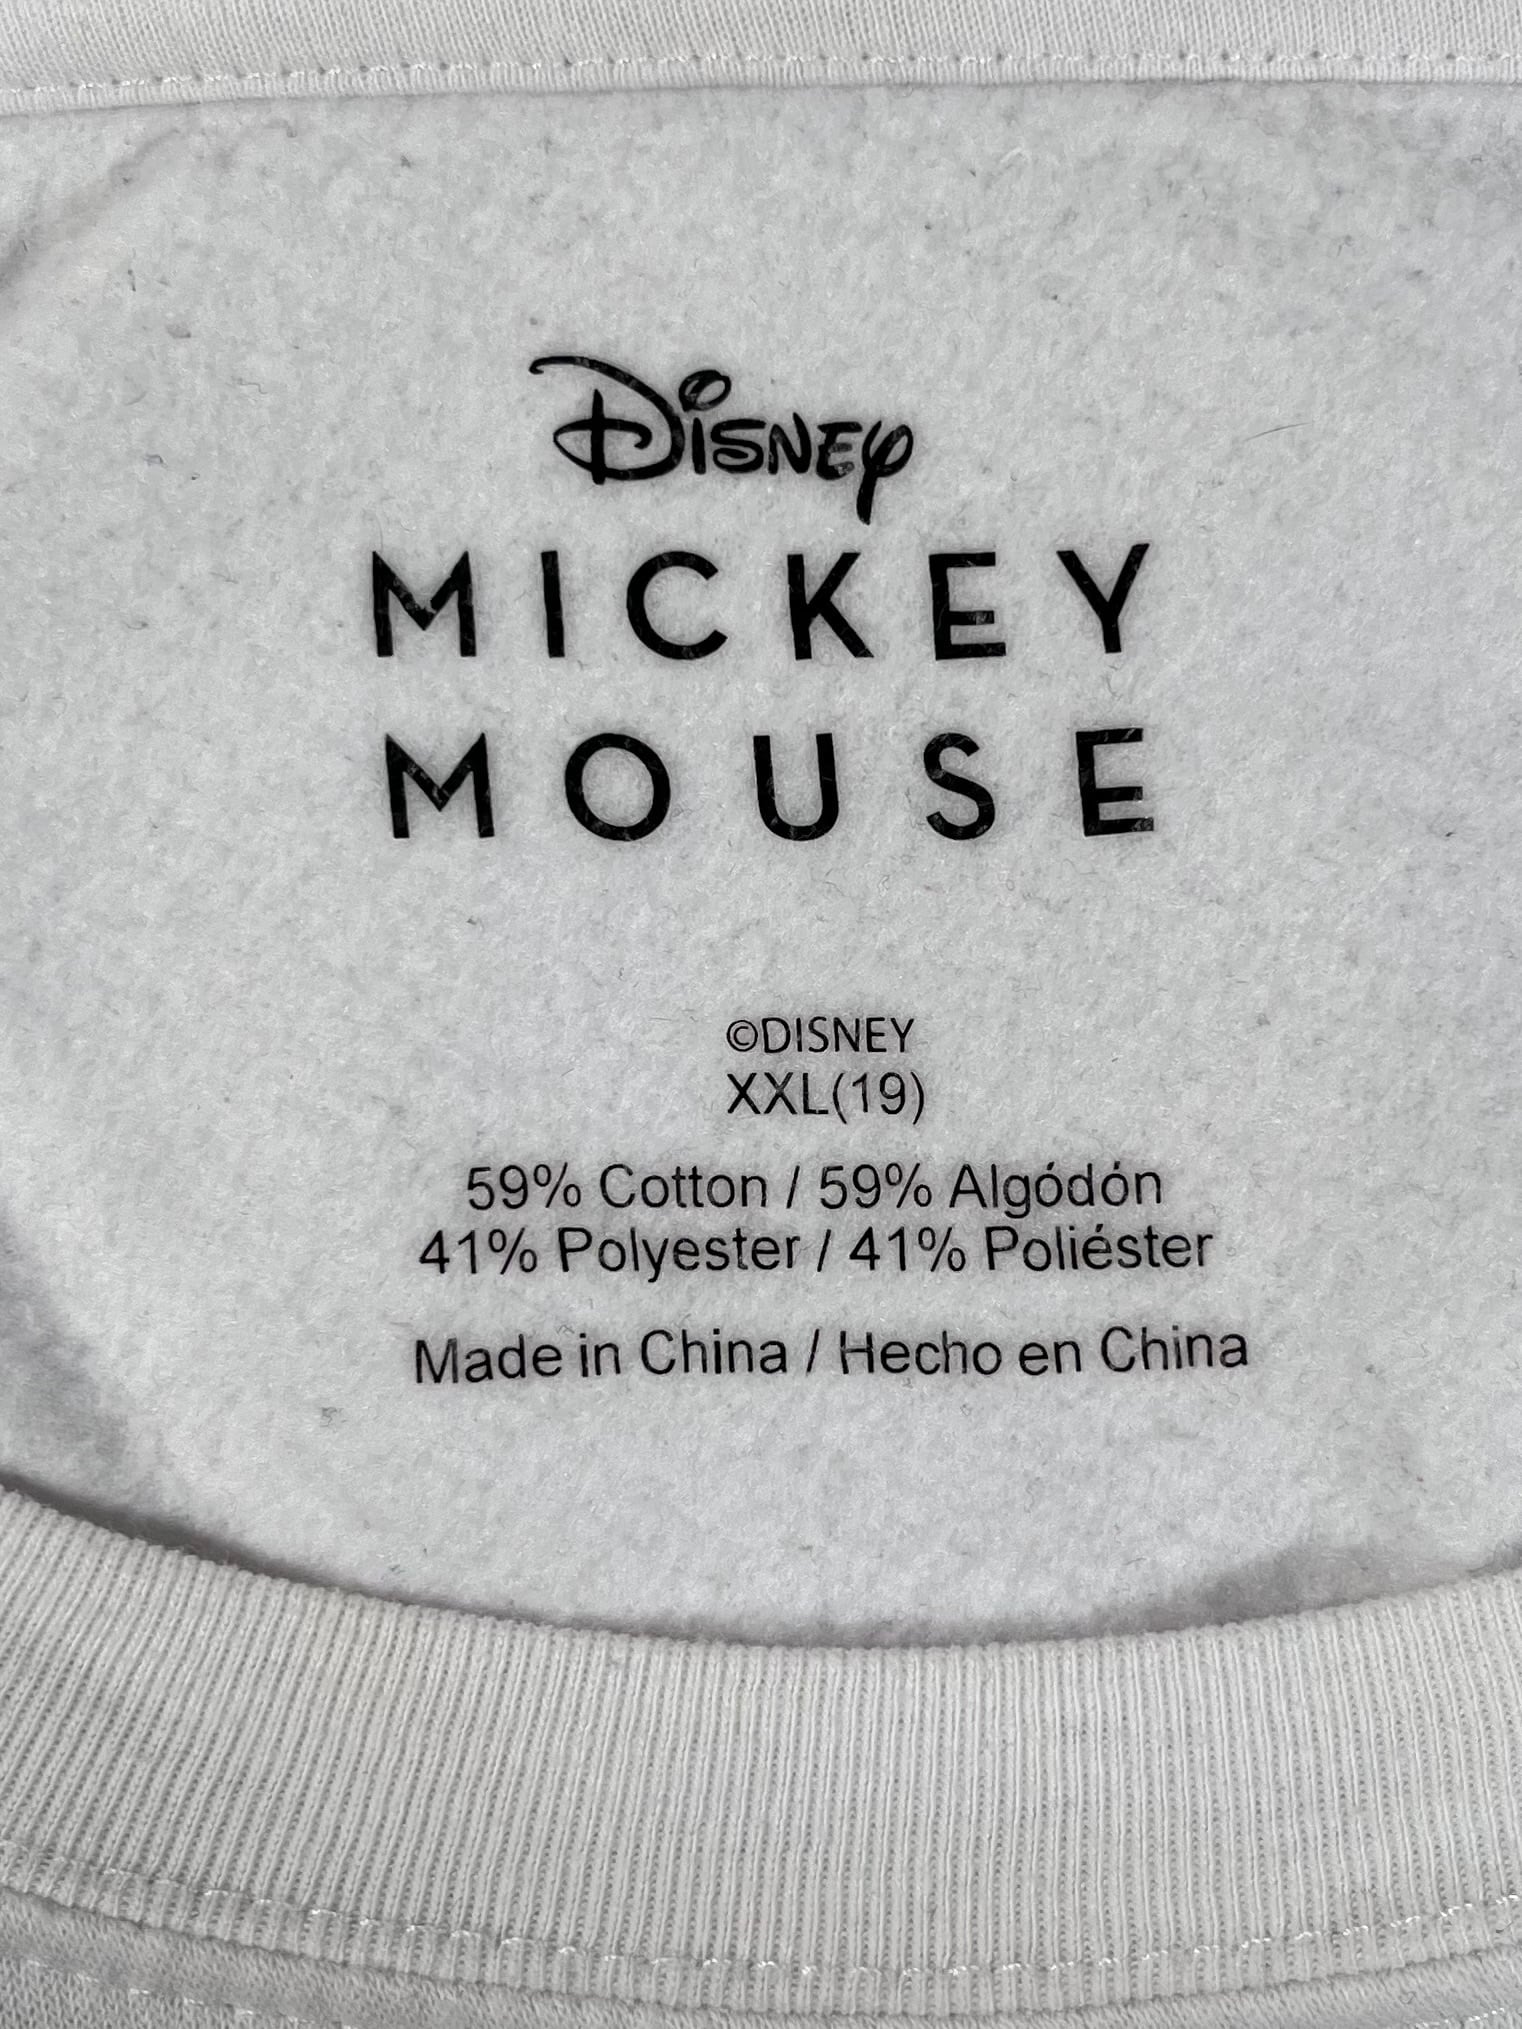 Disney
MICKEY
MOUSE
©DISNEY
XXL(19)
59% Cotton / 59% Algódón
41% Polyester / 41% Poliéster
Made in China / Hecho en China